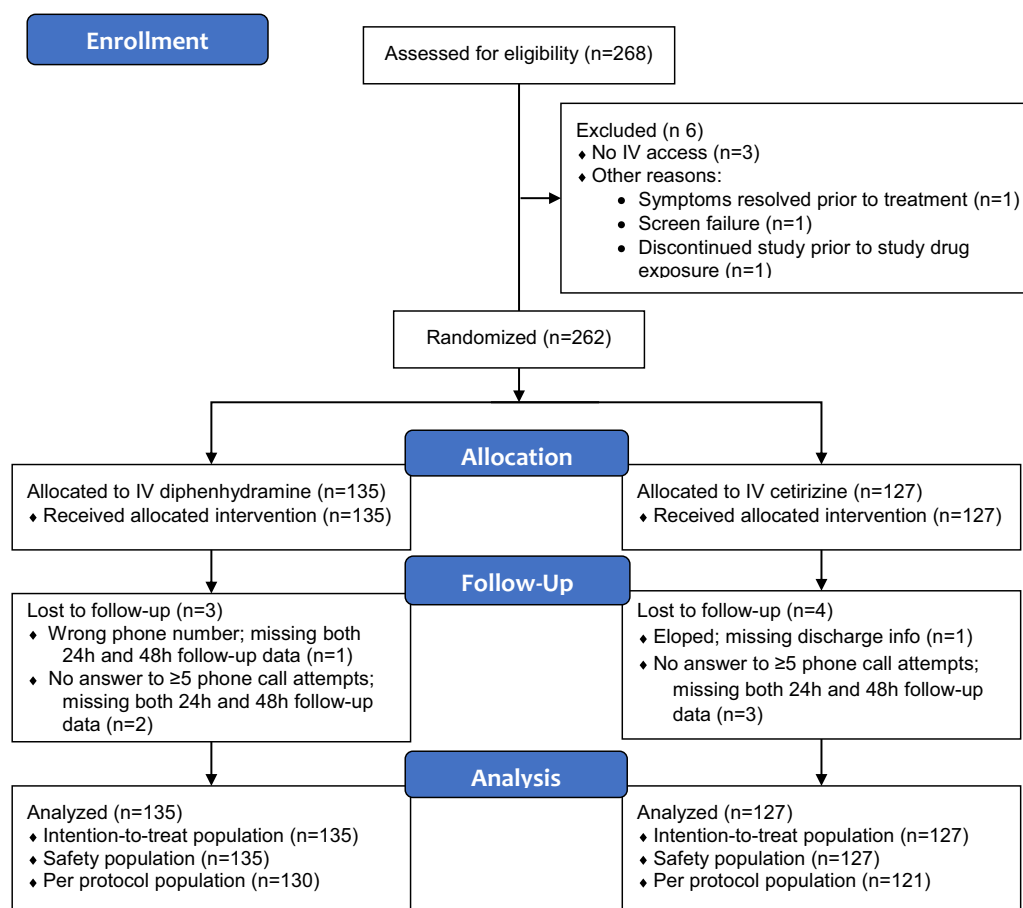 Enrollment
Assessed for eligibility (n=268)
Excluded (n 6)
♦ No IV access (n=3)
♦ Other reasons:
• Symptoms resolved prior to treatment (n=1)
• Screen failure (n=1)
• Discontinued study prior to study drug
exposure (n=1)
Randomized (n=262)
Allocation
Allocated to IV diphenhydramine (n=135)
♦ Received allocated intervention (n=135)
Allocated to IV cetirizine (n=127)
♦ Received allocated intervention (n=127)
Follow-Up
Lost to follow-up (n=3)
♦ Wrong phone number; missing both
24h and 48h follow-up data (n=1)
♦ No answer to ≥5 phone call attempts;
missing both 24h and 48h follow-up
data (n=2)
Lost to follow-up (n=4)
♦ Eloped; missing discharge info (n=1)
♦ No answer to ≥5 phone call attempts;
missing both 24h and 48h follow-up
data (n=3)
Analysis
Analyzed (n=135)
♦ Intention-to-treat population (n=135)
♦ Safety population (n=135)
♦ Per protocol population (n=130)
Analyzed (n=127)
♦ Intention-to-treat population (n=127)
♦ Safety population (n=127)
♦ Per protocol population (n=121)